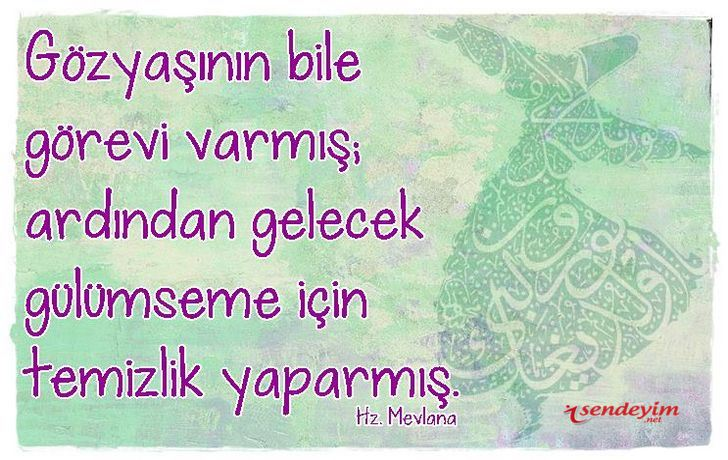 Gözyaşının bile
görevi varmış;
ardından gelecek
gülümseme için
temizlik yaparmış.
Hz. Mevlana
sendeyim
.net